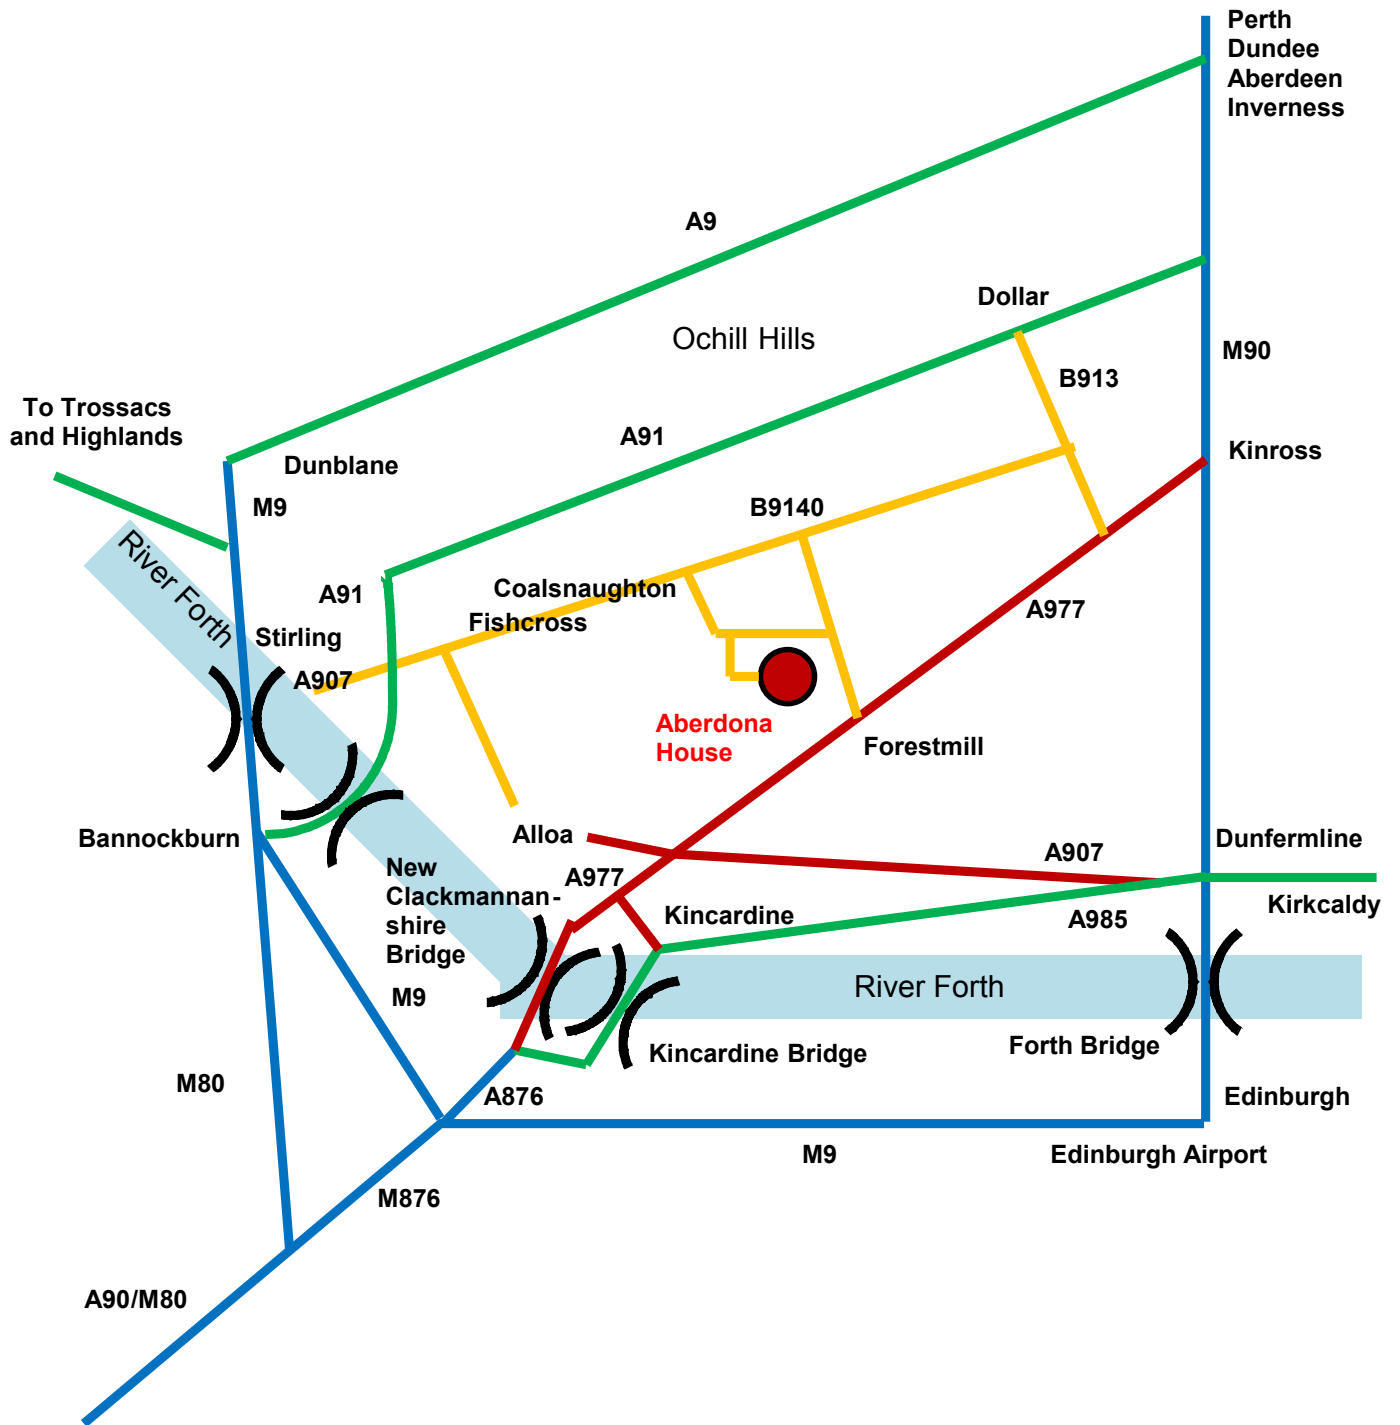 Perth
Dundee
Aberdeen
Inverness
A9
Dollar
Ochill Hills
M90
B913
To Trossacs
and Highlands
A91
Kinross
Dunblane
M9
B9140
River Forth
Coalsnaughton
A91
A977
Fishcross
Stirling
A907
Aberdona
House
Forestmill
Bannockburn
Alloa
Dunfermline
A907
New
Clackmannan-
shire
Bridge
A977
Kincardine
A985
Kirkcaldy
M9
River Forth
Kincardine Bridge
Forth Bridge
M80
A876
Edinburgh
M9
Edinburgh Airport
M876
A90/M80